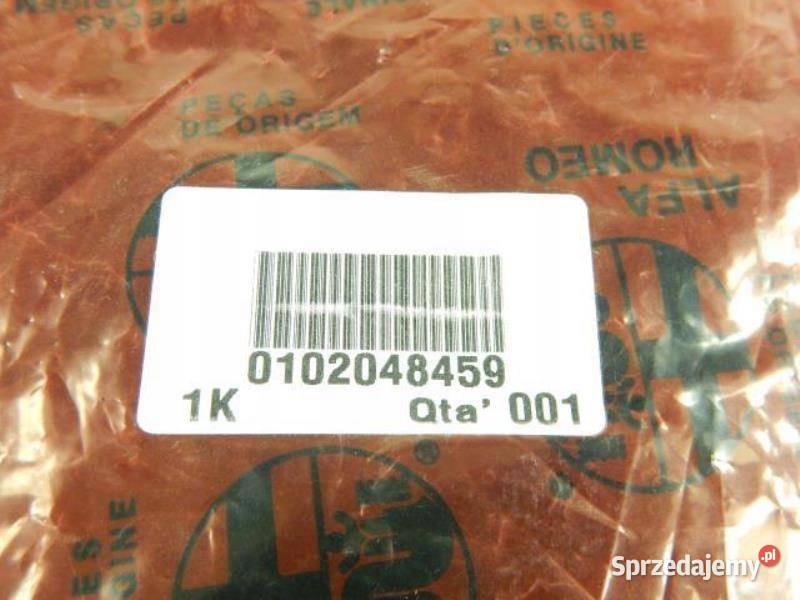 PIECES
D'ORIGINE
PEÇAS
DE ORIGEM
ALFA
ROMEO
0102048459
1K
Qta' 001
®
Sprzedajemy.pl